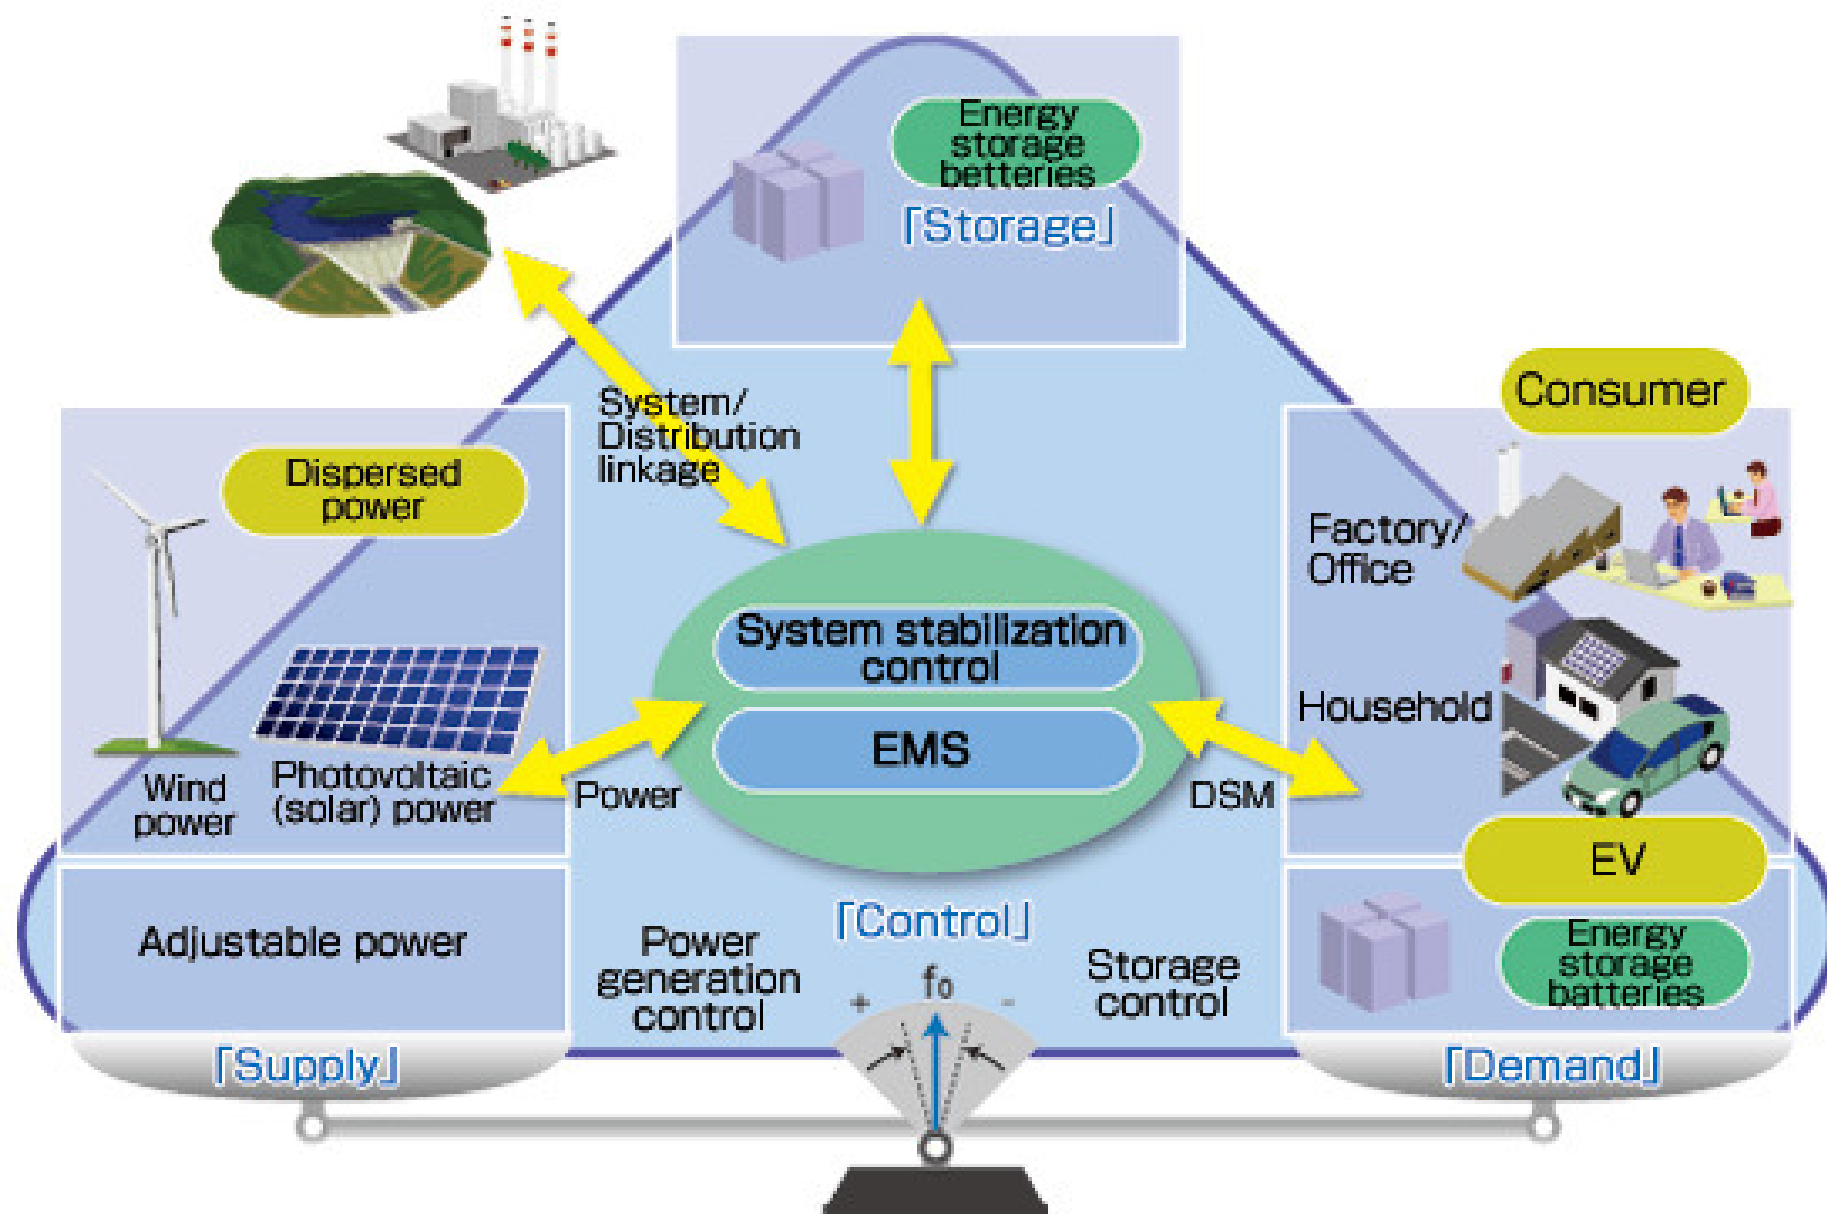 Energy
storage
betteries
「Storage」
System/
Distribution
linkage
Consumer
Dispersed
power
Factory/
Office
System stabilization
control
Household
EMS
Wind
power
Photovoltaic
(solar) power
Power
DSM
EV
Adjustable power
Power
generation
control
「Control」
Storage
control
Energy
storage
batteries
+
f0
-
「Supply」
「Demand」